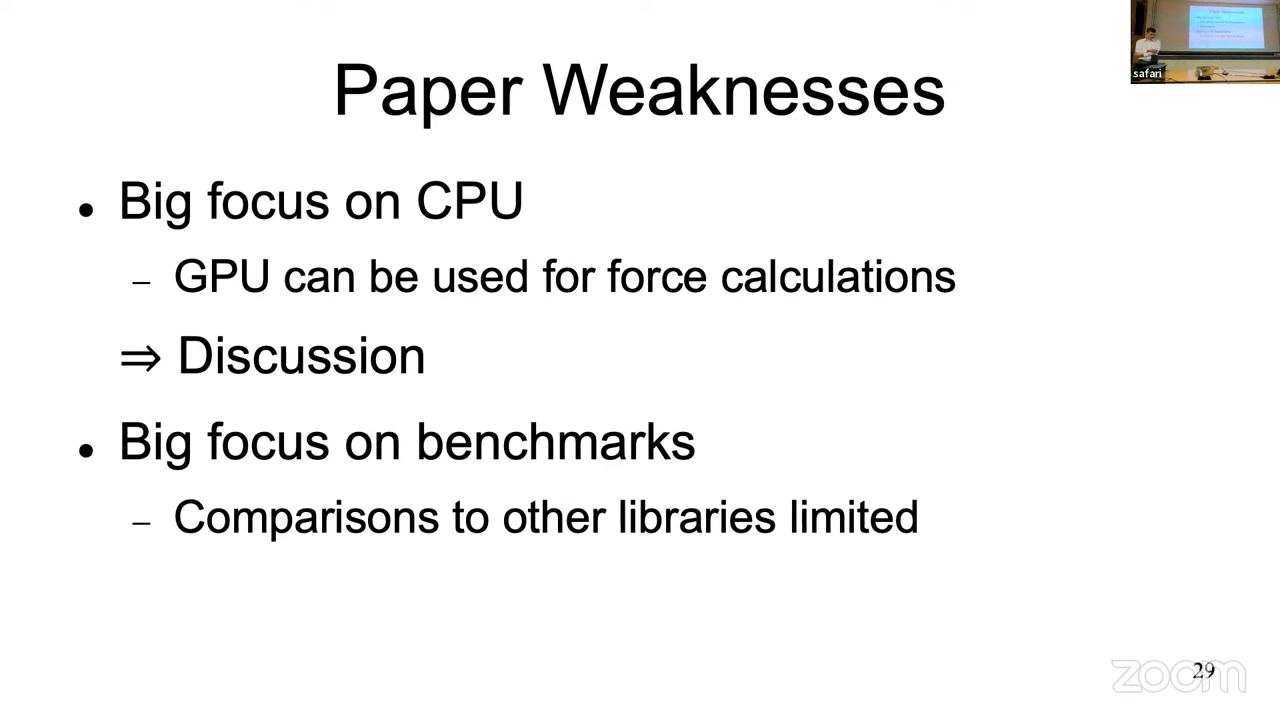 Paper Weaknesses
safari
● Big focus on CPU
– GPU can be used for force calculations
⇒ Discussion
● Big focus on benchmarks
– Comparisons to other libraries limited
29
zoom